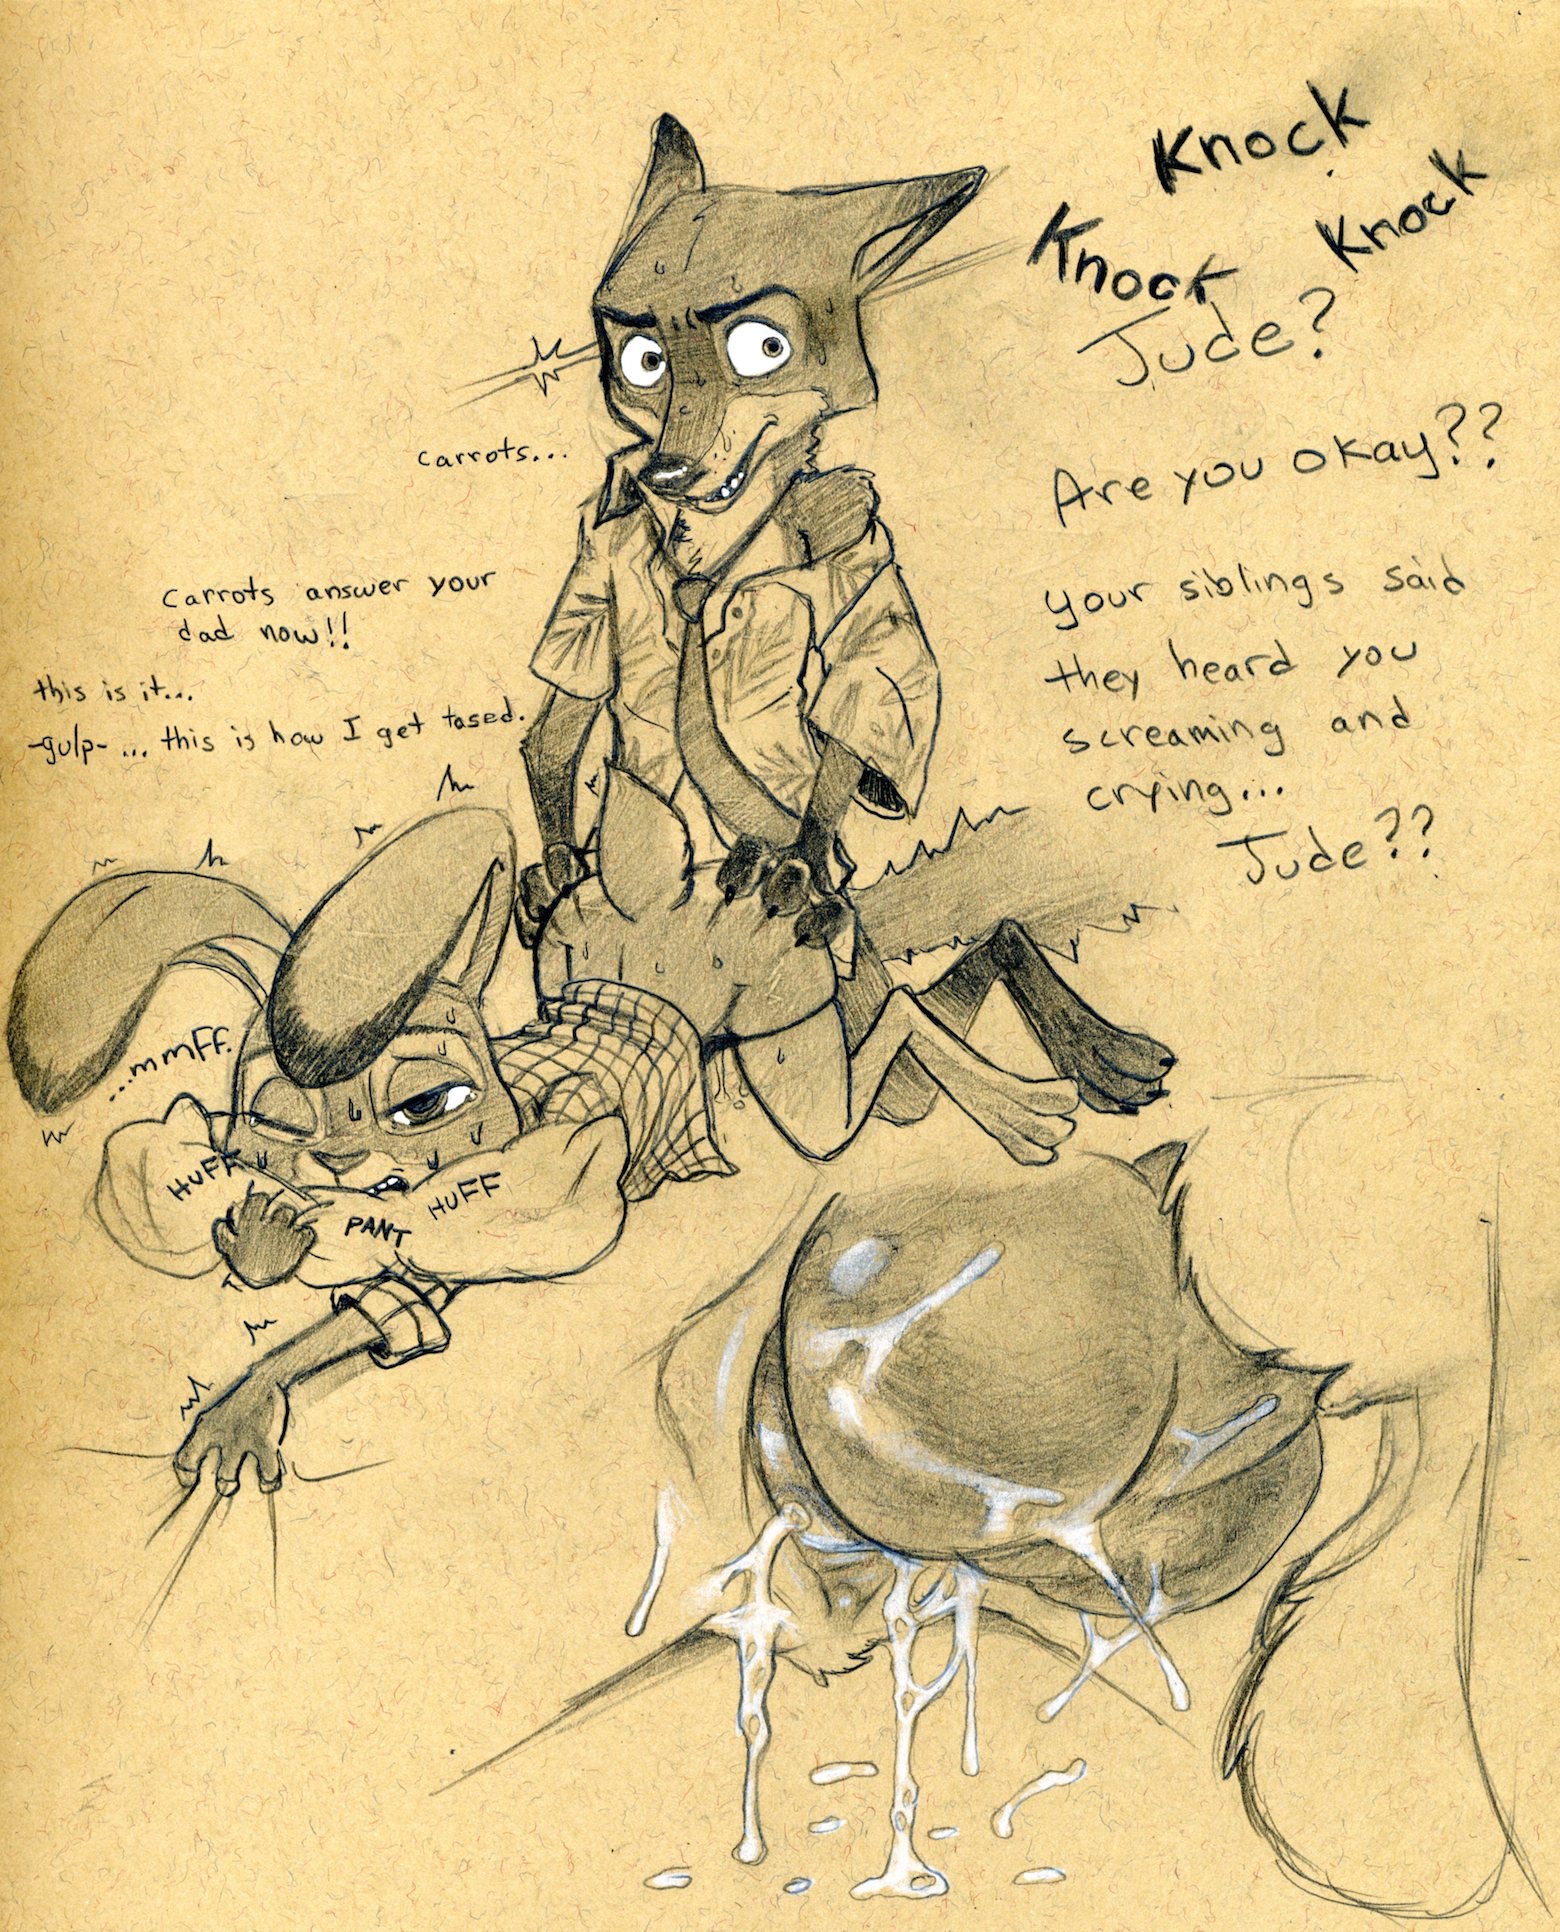 Knock
Knock
Knock
Jude?
Are you okay??
your siblings said
they heard you
screaming and
crying...
Jude??
carrots...
carrots answer your
dad now!!
this is it...
-gulp- ... this is how I get tased.
...mmFF.
HUFF
PANT
HUFF